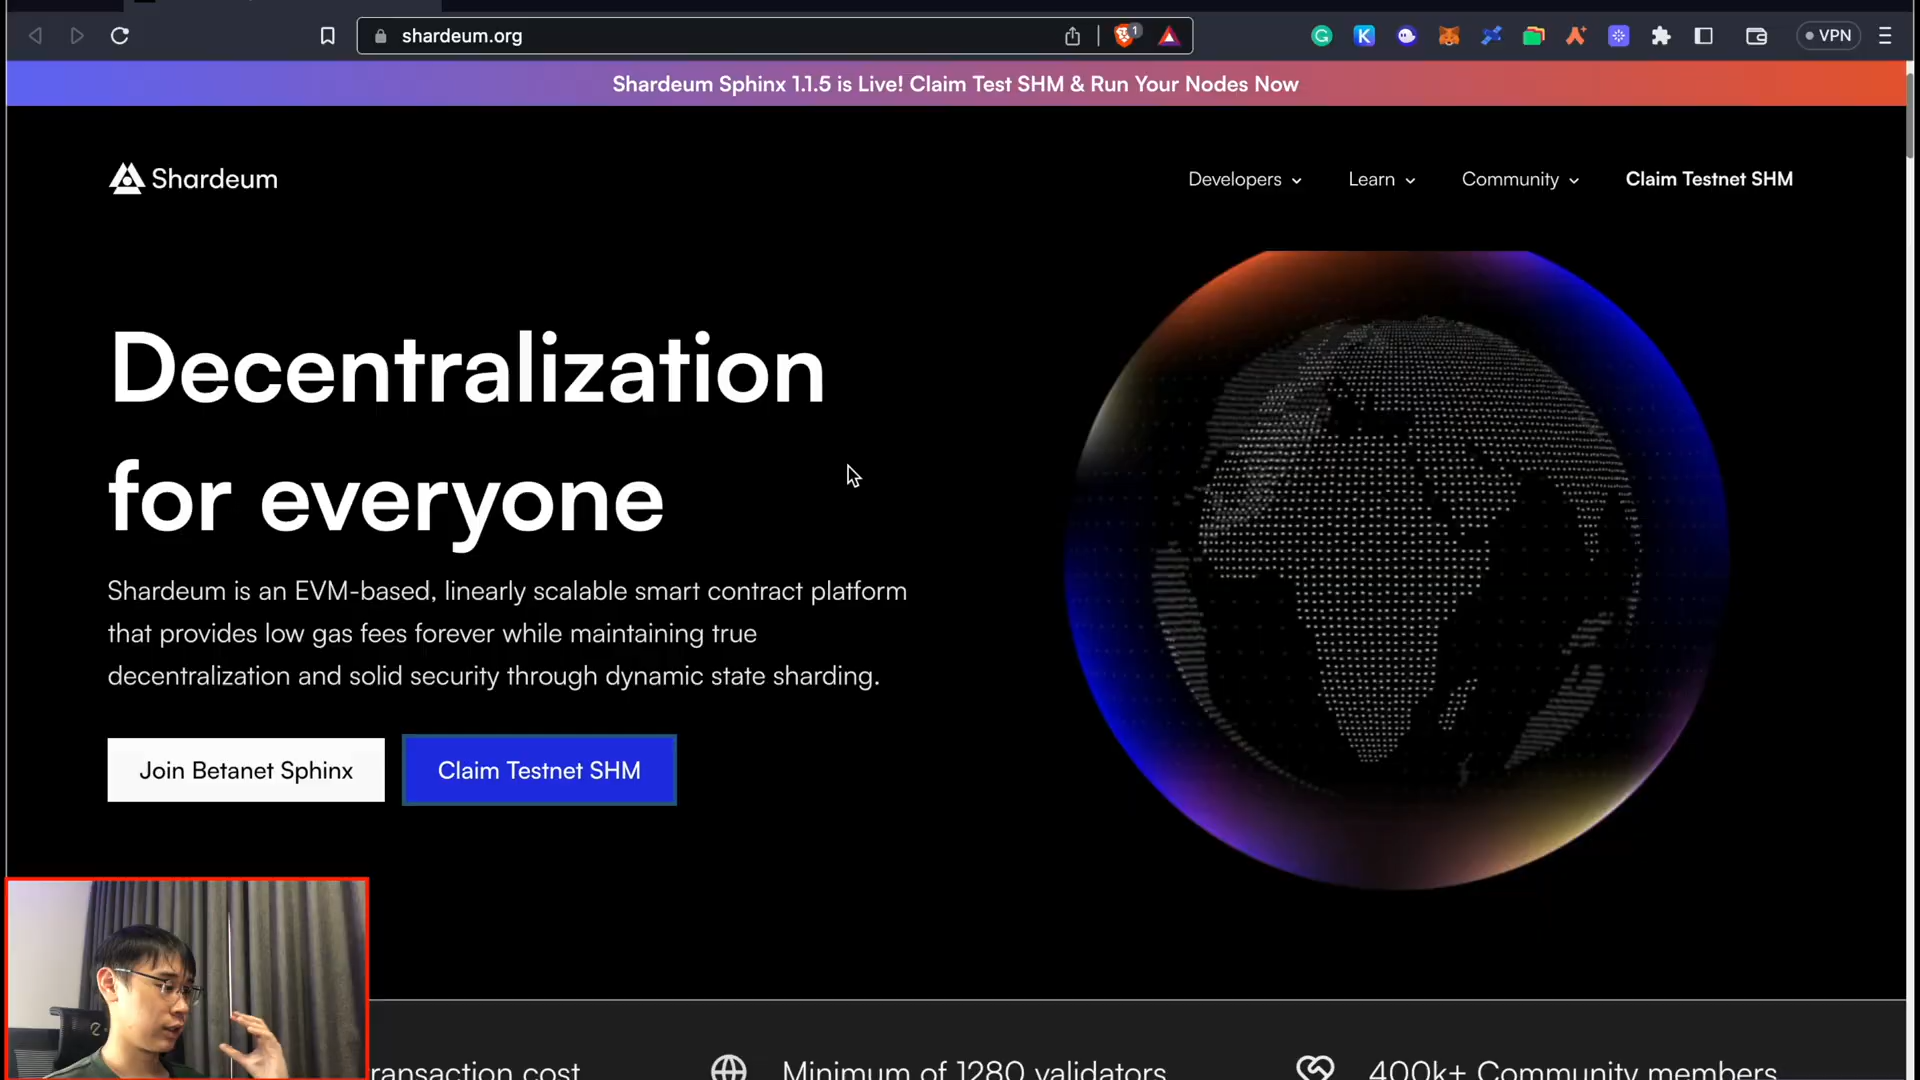 shardeum.org
1
VPN
Shardeum Sphinx 1.1.5 is Live! Claim Test SHM & Run Your Nodes Now
Shardeum
Developers
Learn
Community
Claim Testnet SHM
Decentralization
for everyone
Shardeum is an EVM-based, linearly scalable smart contract platform
that provides low gas fees forever while maintaining true
decentralization and solid security through dynamic state sharding.
Join Betanet Sphinx
Claim Testnet SHM
cost
Minimum of 1280 validators
400k+ Community members